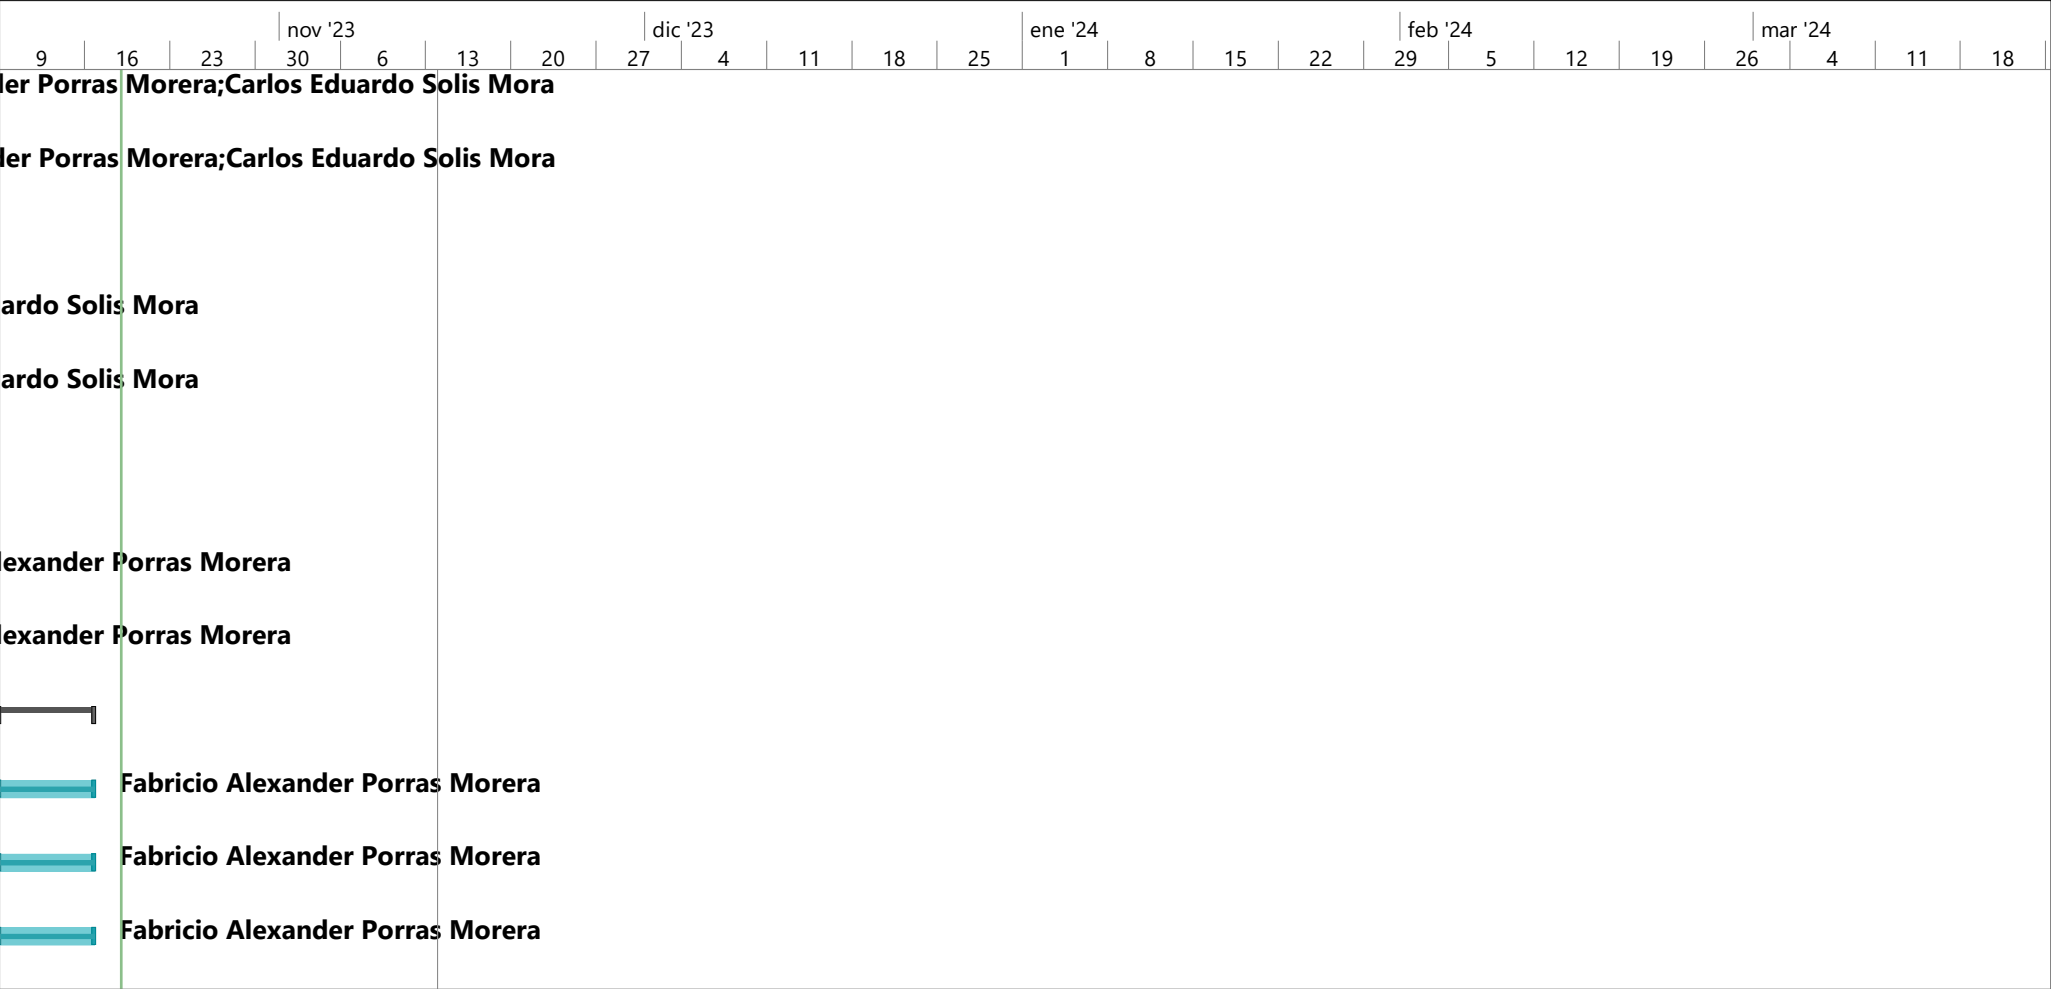 nov '23 dic '23 ene '24 feb '24 mar '24
9 16 23 30 6 13 20 27 4 11 18 25 1 8 15 22 29 5 12 19 26 4 11 18
der Porras Morera;Carlos Eduardo Solis Mora
der Porras Morera;Carlos Eduardo Solis Mora
ardo Solis Mora
ardo Solis Mora
lexander Porras Morera
lexander Porras Morera
Fabricio Alexander Porras Morera
Fabricio Alexander Porras Morera
Fabricio Alexander Porras Morera